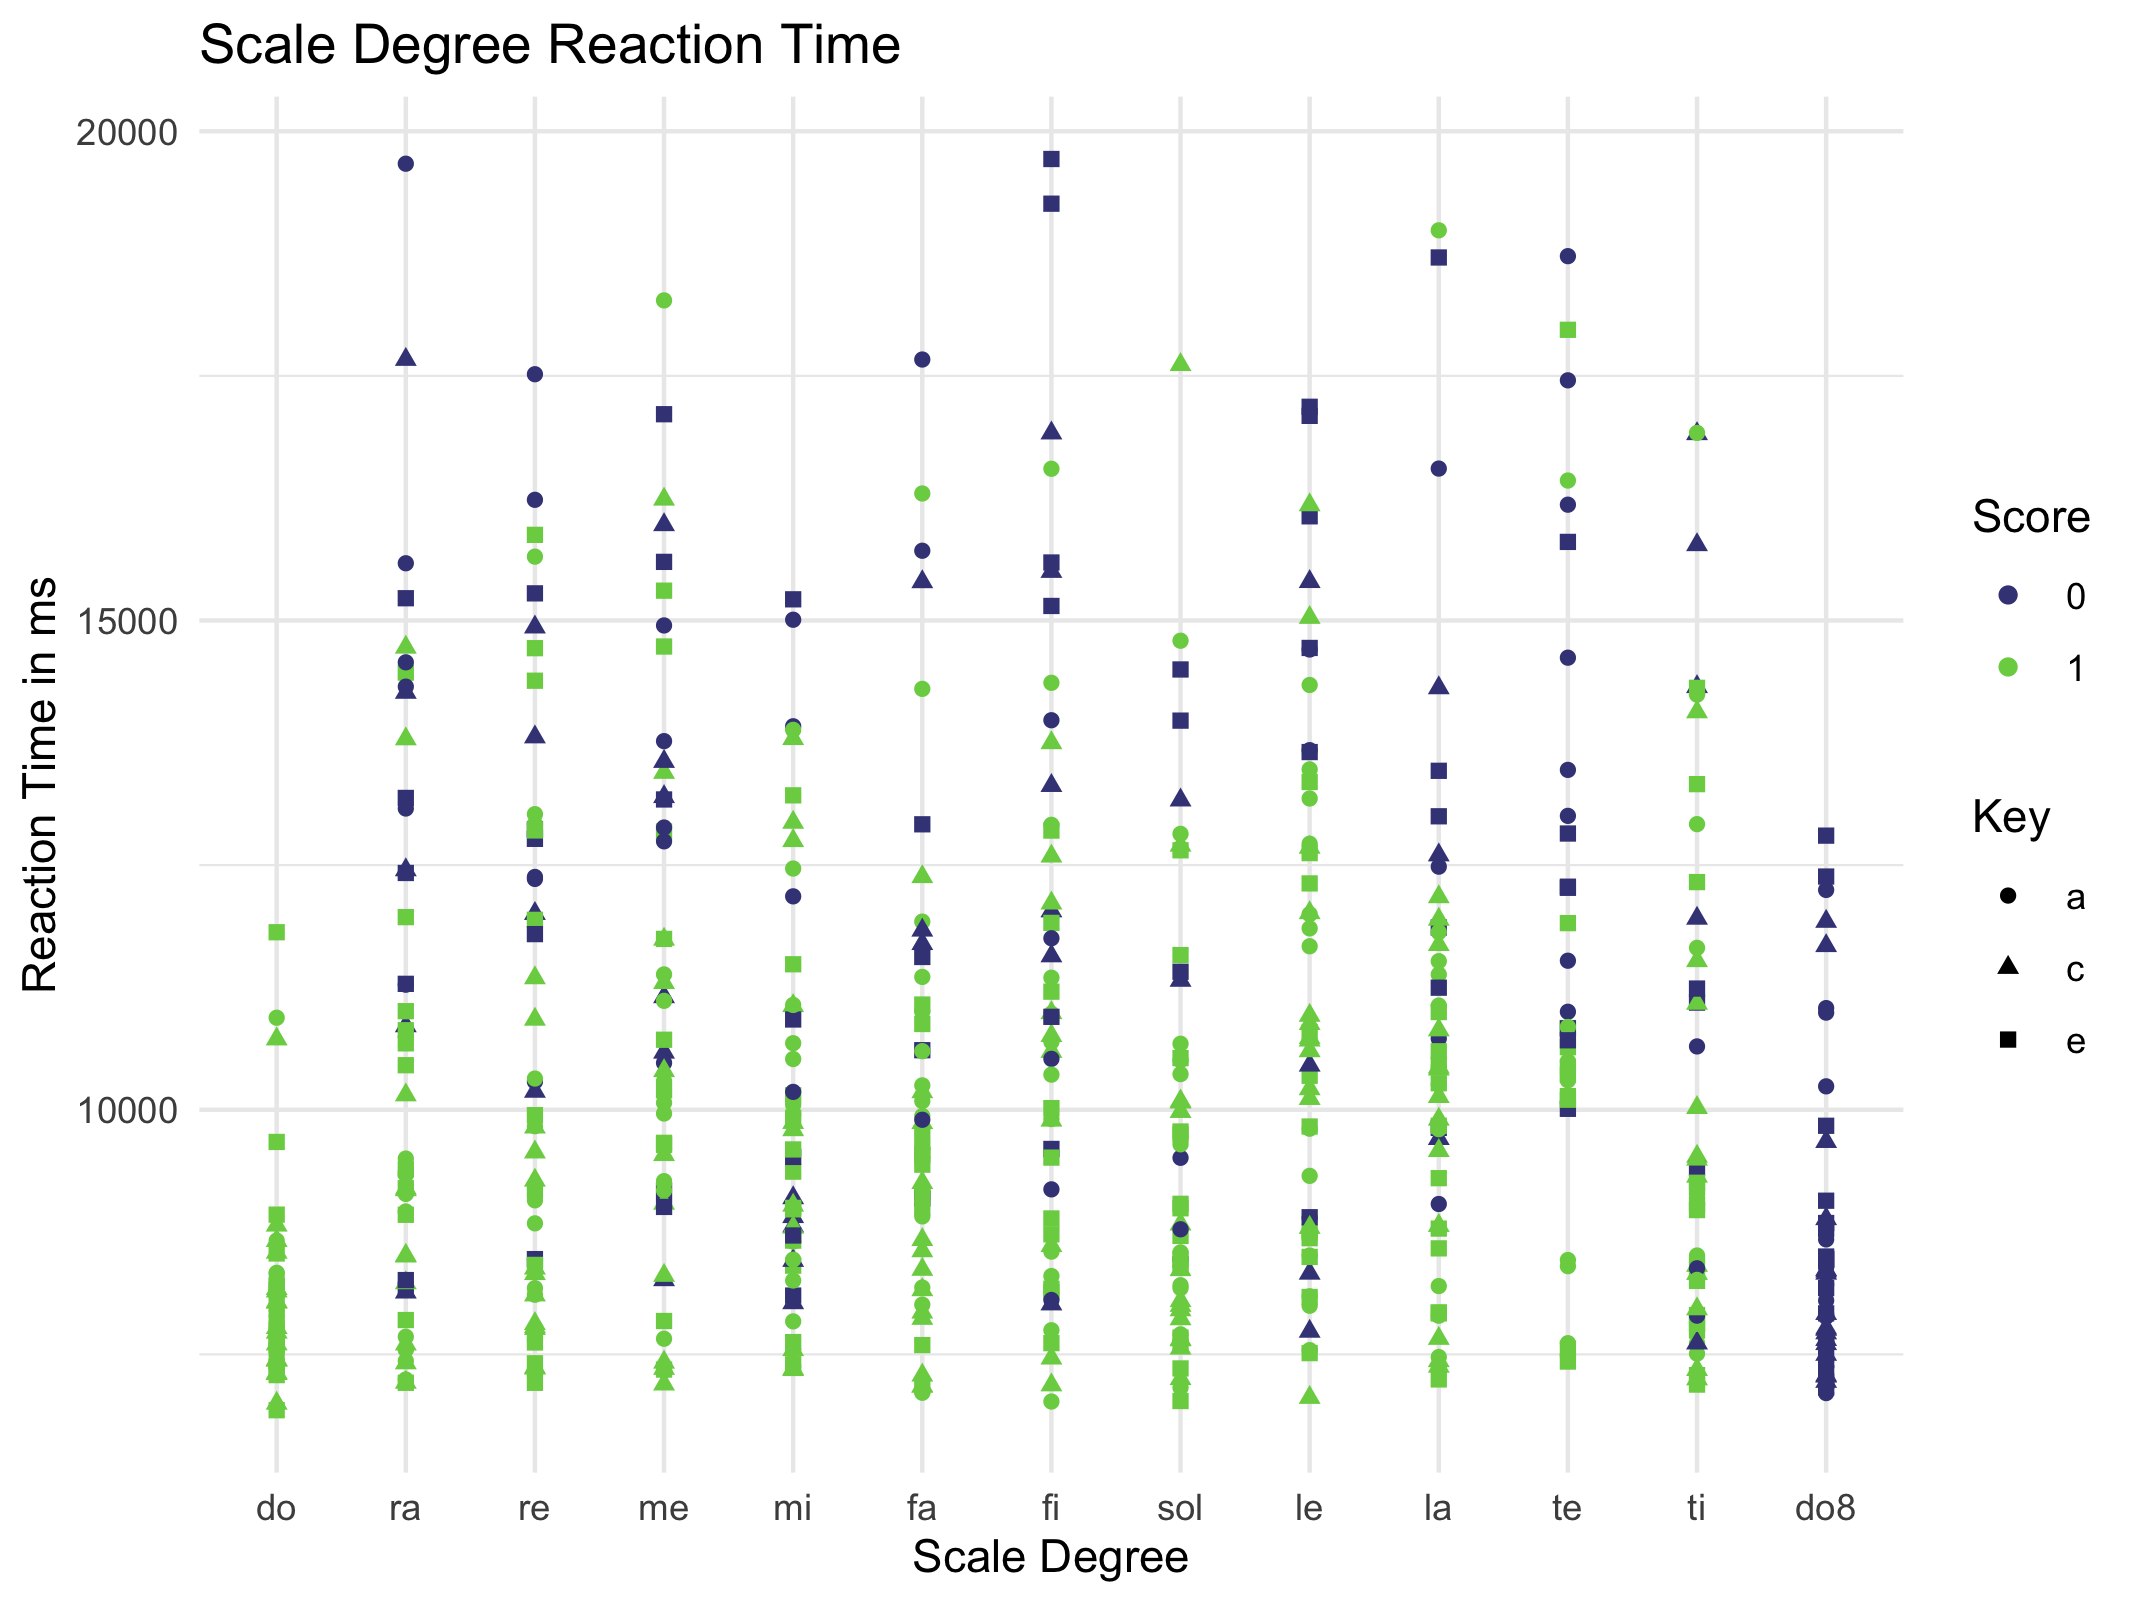 Scale Degree Reaction Time
20000
15000
10000
Reaction Time in ms
do ra re me mi fa fi sol le la te ti do8
Scale Degree
Score
0
1
Key
a
c
e